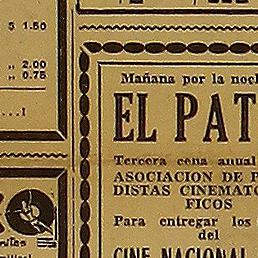 $ 1.50
„ 2.00
„ 0.75
Mañana por la noch
EL PAT
Tercera cena anual
ASOCIACION DE P
DISTAS CINEMATO
FICOS
Para entregar los
del
CINE NACIONAL